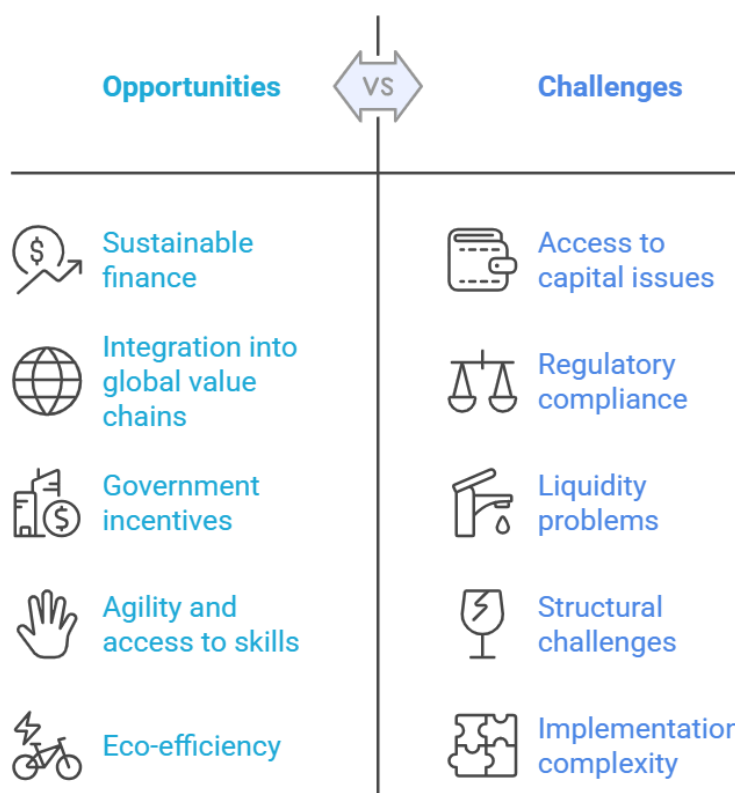 Opportunities
VS
Challenges
$
Sustainable
finance
Access to
capital issues
Integration into
global value
chains
Regulatory
compliance
$
Government
incentives
Liquidity
problems
Agility and
access to skills
Structural
challenges
Eco-efficiency
Implementation
complexity